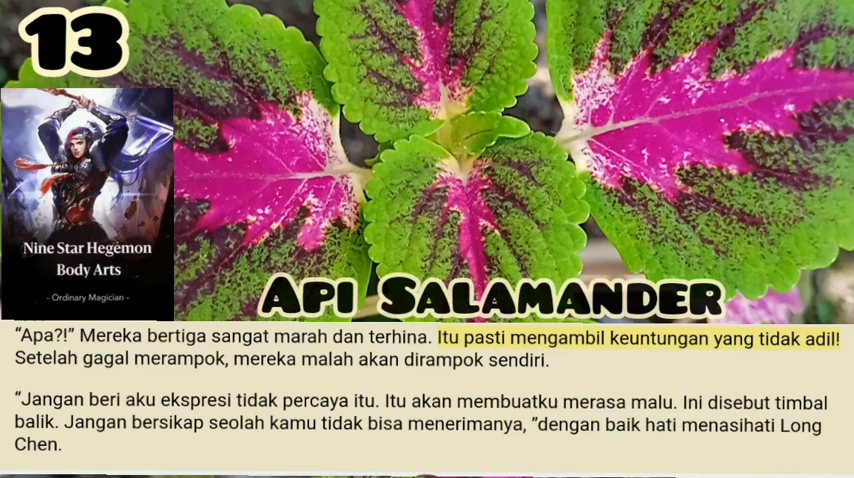 13
Nine Star Hegemon
Body Arts
- Ordinary Magician -
Api Salamander
“Apa?!” Mereka bertiga sangat marah dan terhina. Itu pasti mengambil keuntungan yang tidak adil!
Setelah gagal merampok, mereka malah akan dirampok sendiri.
“Jangan beri aku ekspresi tidak percaya itu. Itu akan membuatku merasa malu. Ini disebut timbal
balik. Jangan bersikap seolah kamu tidak bisa menerimanya, ”dengan baik hati menasihati Long
Chen.